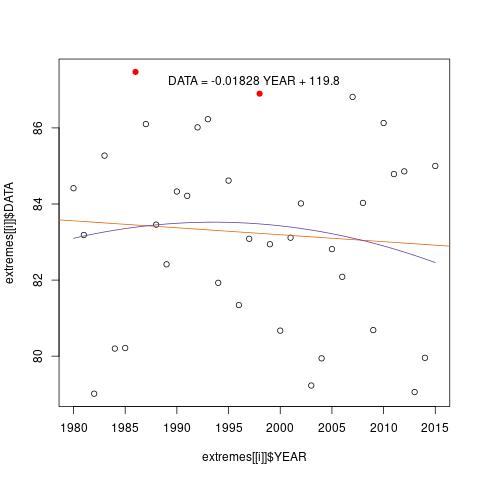 DATA = -0.01828 YEAR + 119.8
extremes[[i]]$DATA
86
84
82
80
1980 1985 1990 1995 2000 2005 2010 2015
extremes[[i]]$YEAR